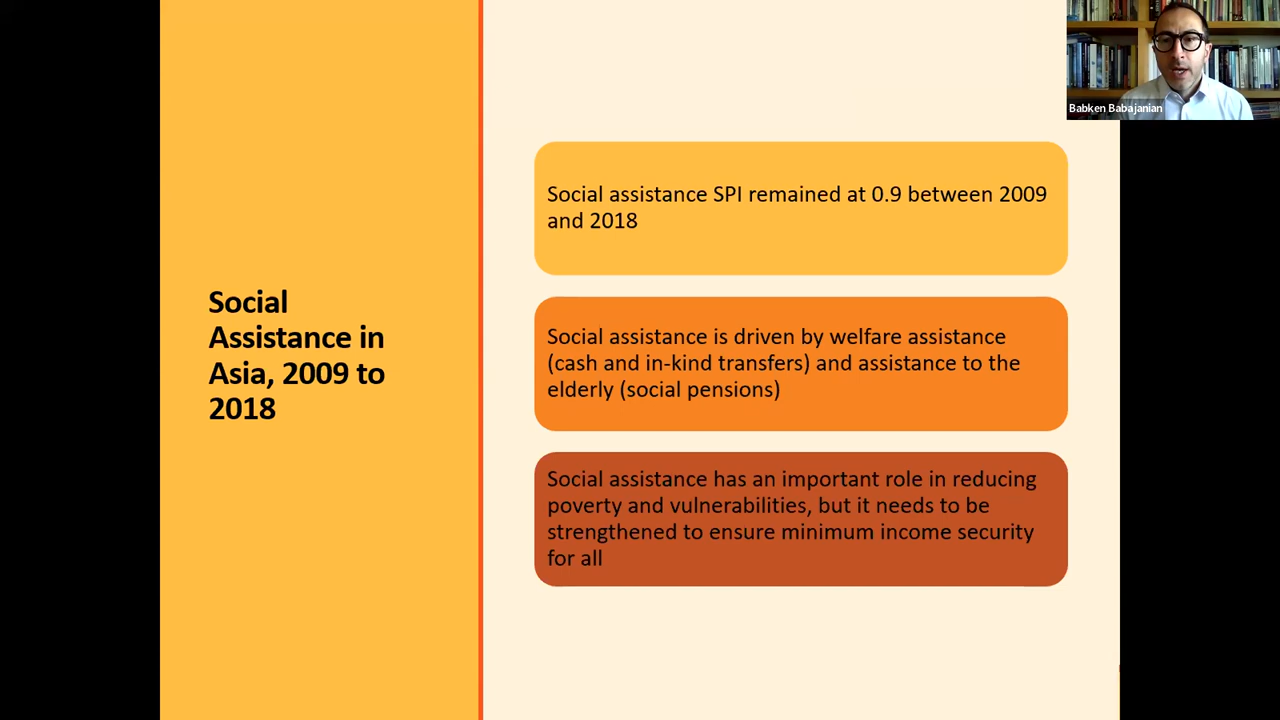 Babken Babajanian
Social
Assistance in
Asia, 2009 to
2018
Social assistance SPI remained at 0.9 between 2009
and 2018
Social assistance is driven by welfare assistance
(cash and in-kind transfers) and assistance to the
elderly (social pensions)
Social assistance has an important role in reducing
poverty and vulnerabilities, but it needs to be
strengthened to ensure minimum income security
for all